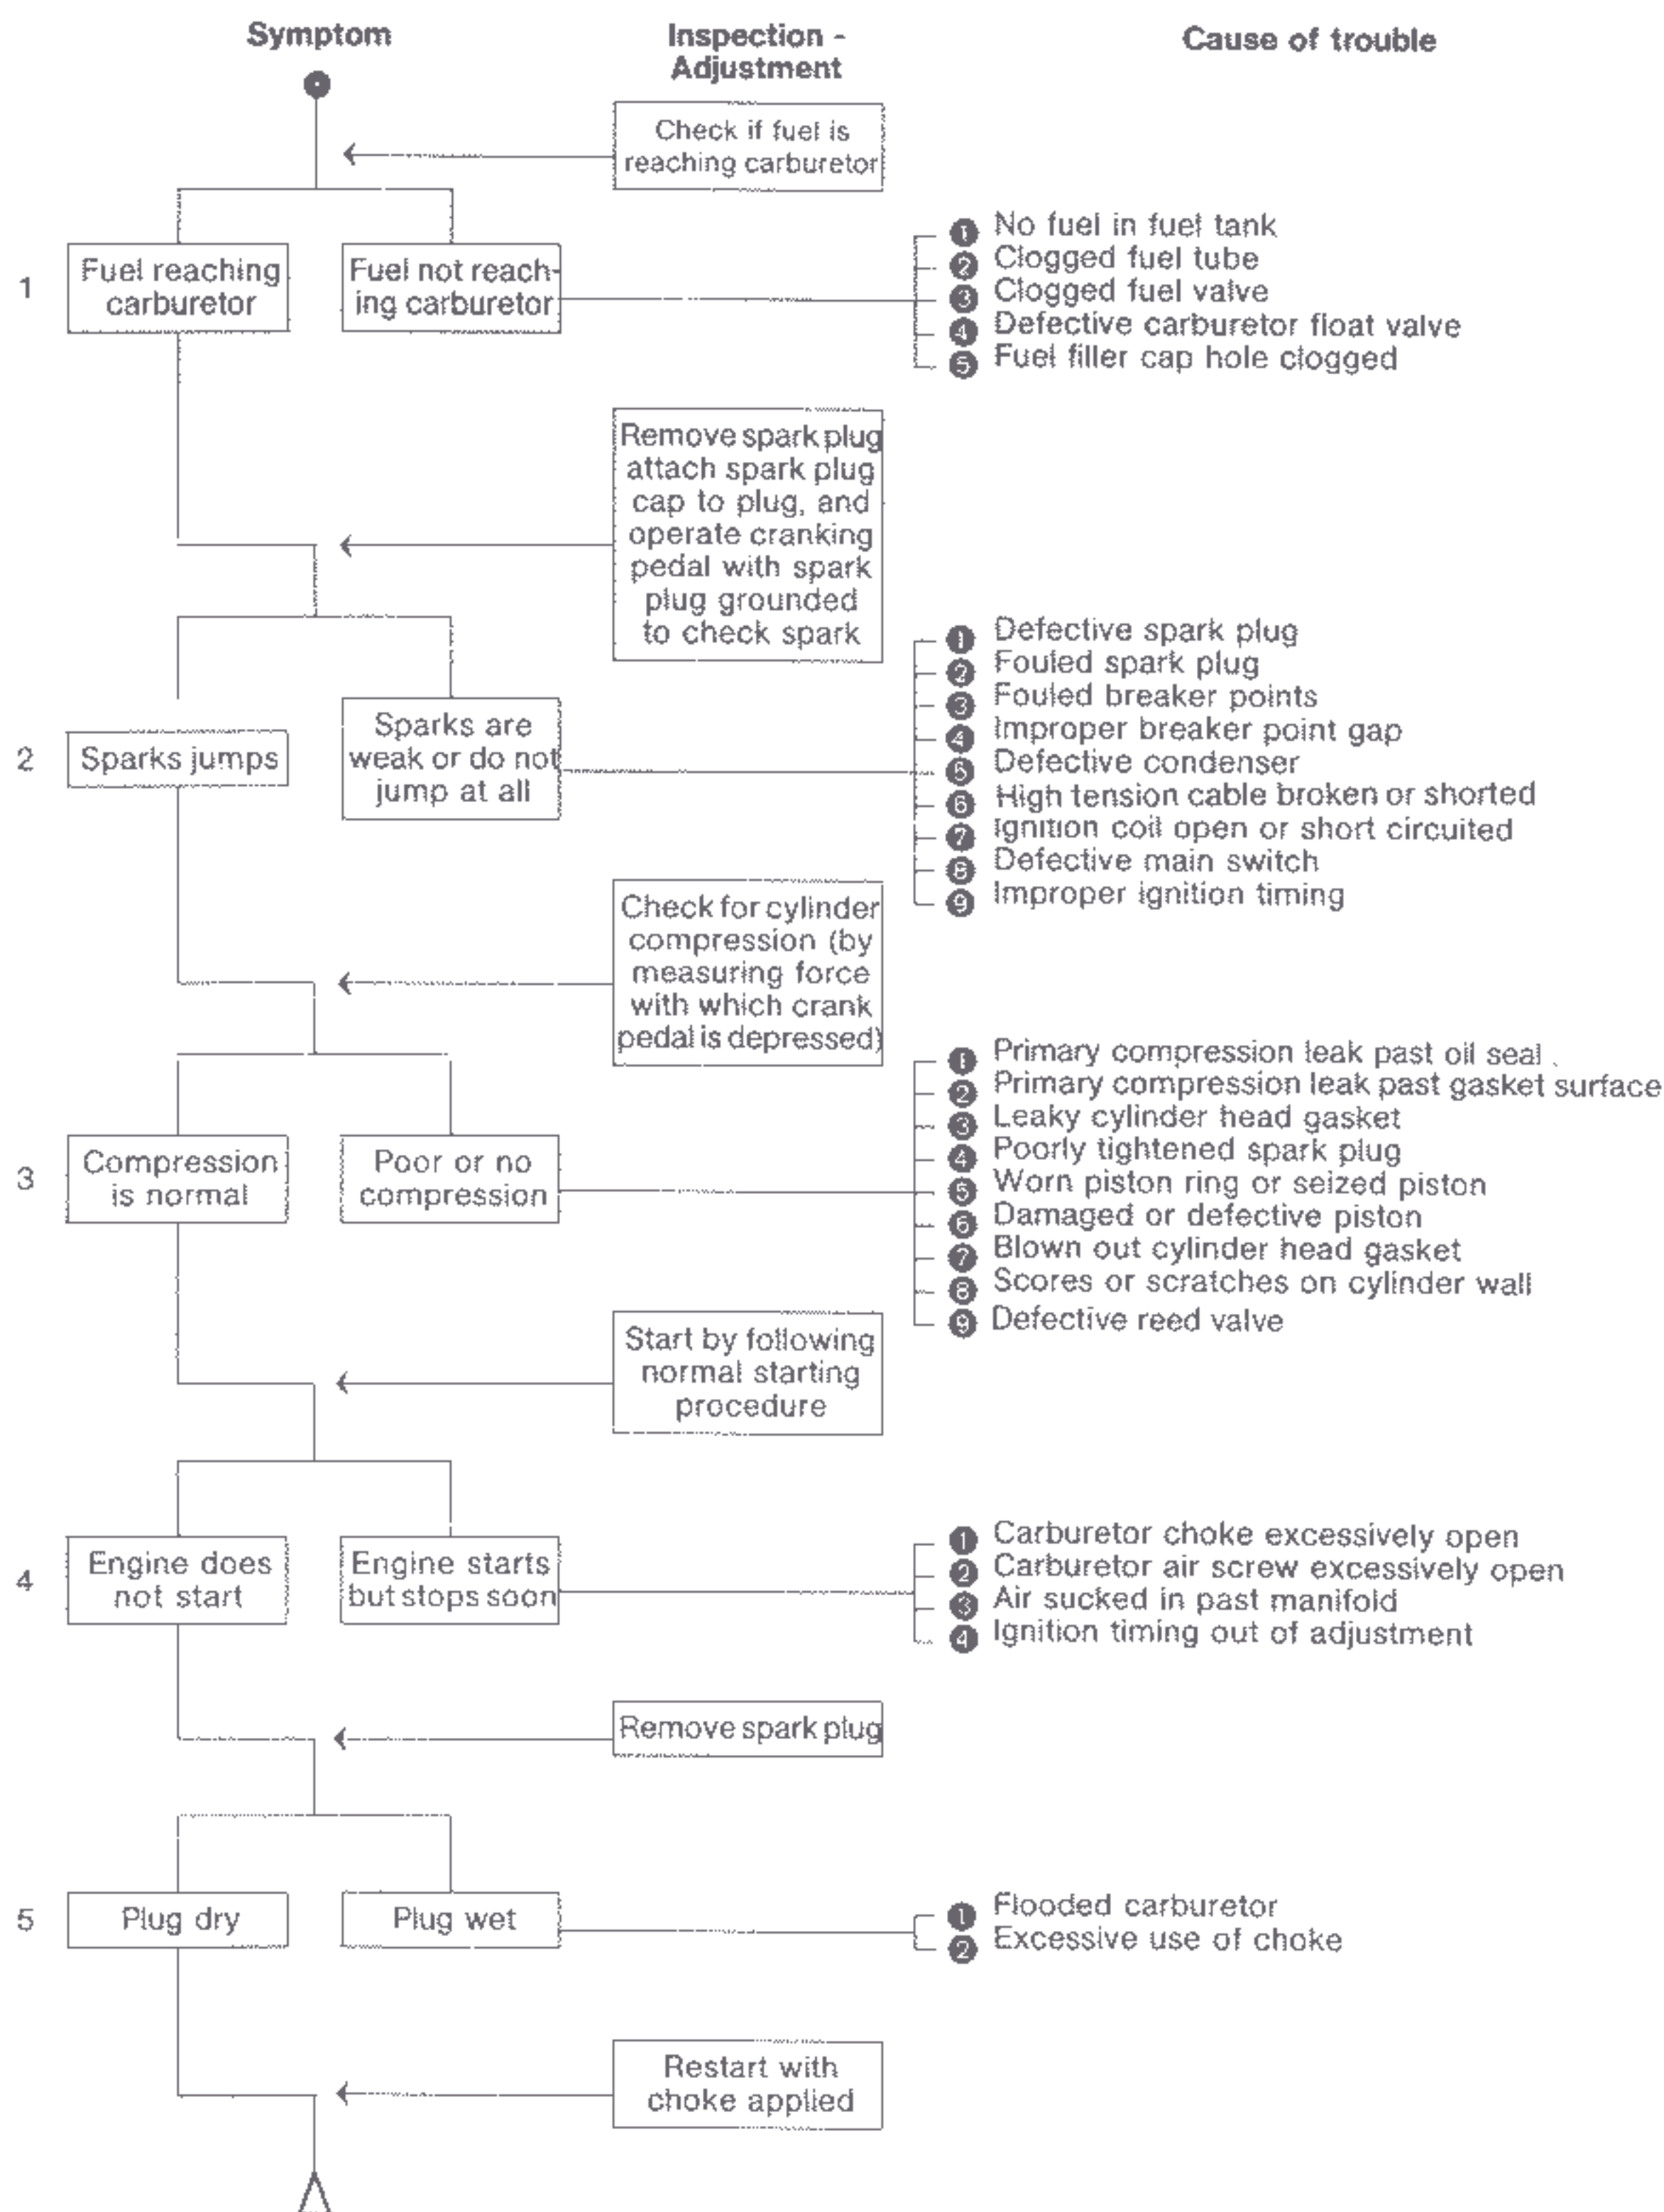 Symptom
Inspection -
Adjustment
Cause of trouble
Check if fuel is
reaching carburetor
1
Fuel reaching
carburetor
Fuel not reach-
ing carburetor
1 No fuel in fuel tank
2 Clogged fuel tube
3 Clogged fuel valve
4 Defective carburetor float valve
5 Fuel filler cap hole clogged
Remove spark plug
attach spark plug
cap to plug, and
operate cranking
pedal with spark
plug grounded
to check spark
2
Sparks jumps
Sparks are
weak or do not
jump at all
1 Defective spark plug
2 Fouled spark plug
3 Fouled breaker points
4 Improper breaker point gap
5 Defective condenser
6 High tension cable broken or shorted
7 Ignition coil open or short circuited
8 Defective main switch
9 Improper ignition timing
Check for cylinder
compression (by
measuring force
with which crank
pedal is depressed)
3
Compression
is normal
Poor or no
compression
1 Primary compression leak past oil seal
2 Primary compression leak past gasket surface
3 Leaky cylinder head gasket
4 Poorly tightened spark plug
5 Worn piston ring or seized piston
6 Damaged or defective piston
7 Blown out cylinder head gasket
8 Scores or scratches on cylinder wall
9 Defective reed valve
Start by following
normal starting
procedure
4
Engine does
not start
Engine starts
but stops soon
1 Carburetor choke excessively open
2 Carburetor air screw excessively open
3 Air sucked in past manifold
4 Ignition timing out of adjustment
Remove spark plug
5
Plug dry
Plug wet
1 Flooded carburetor
2 Excessive use of choke
Restart with
choke applied